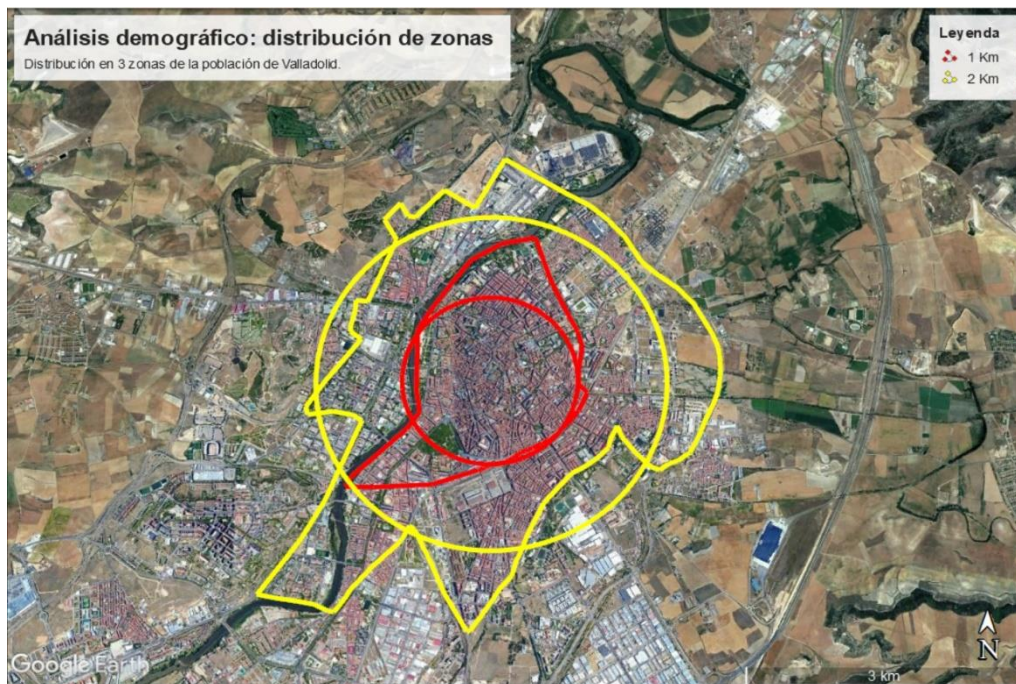 Análisis demográfico: distribución de zonas
Distribución en 3 zonas de la población de Valladolid.
Leyenda
1 Km
2 Km
Google Earth
3 km
N